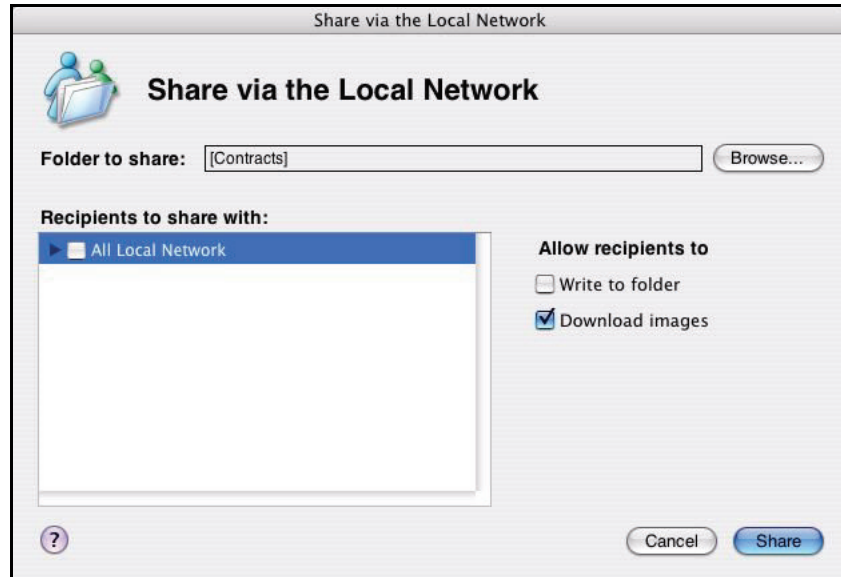 Share via the Local Network
Share via the Local Network
Folder to share: [Contracts] Browse...
Recipients to share with:
All Local Network
Allow recipients to
Write to folder
Download images
? Cancel Share